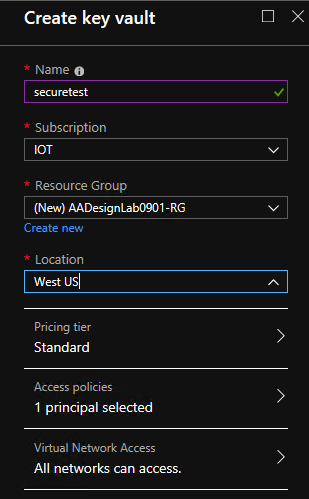 Create key vault
* Name
securetest
* Subscription
IOT
* Resource Group
(New) AADesignLab0901-RG
Create new
* Location
West US
Pricing tier
Standard
Access policies
1 principal selected
Virtual Network Access
All networks can access.